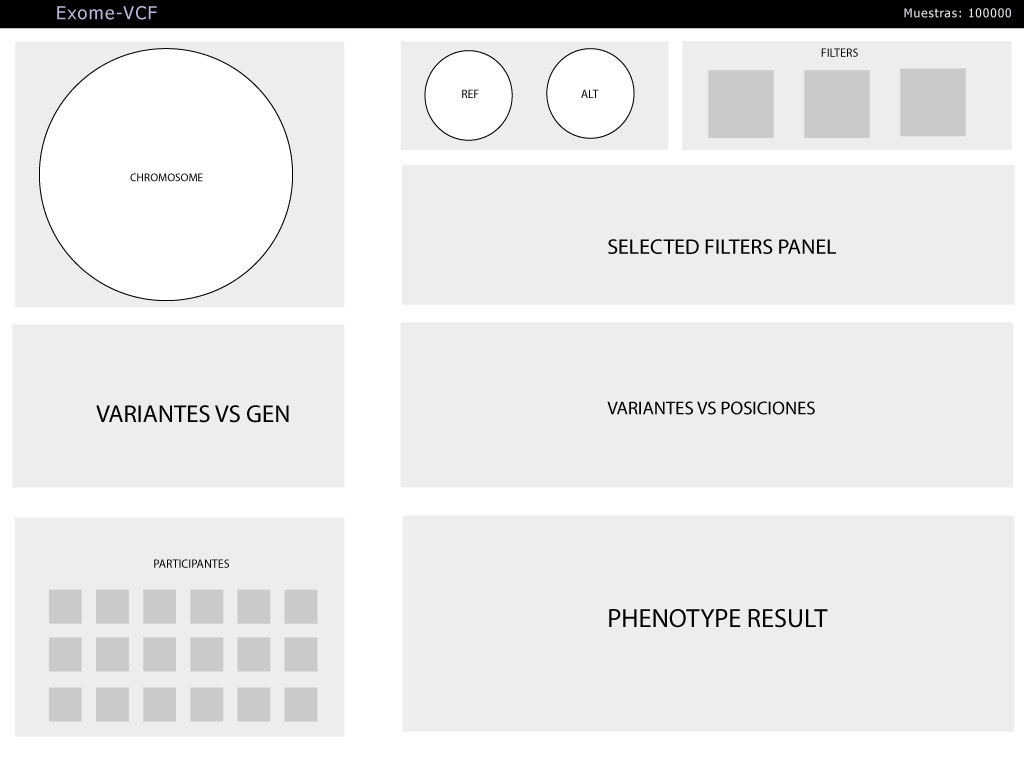 Exome-VCF
Muestras: 100000
CHROMOSOME
REF
ALT
FILTERS
SELECTED FILTERS PANEL
VARIANTES VS GEN
VARIANTES VS POSICIONES
PARTICIPANTES
PHENOTYPE RESULT